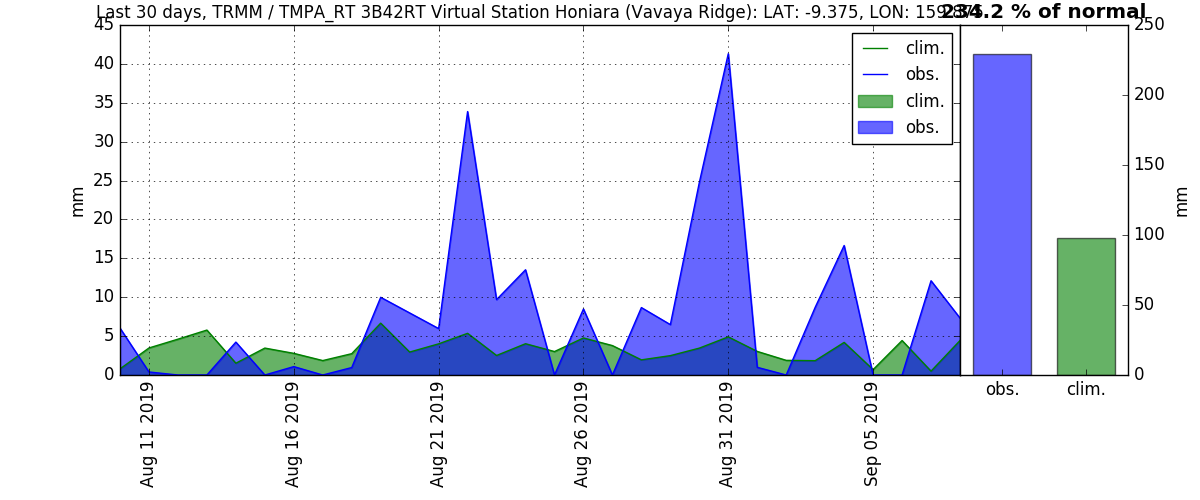 Last 30 days, TRMM / TMPA_RT 3B42RT Virtual Station Honiara (Vavaya Ridge): LAT: -9.375, LON:
234.2 % of normal
45
40
35
30
25
20
15
10
5
0
mm
clim.
obs.
clim.
obs.
250
200
150
100
50
0
mm
Aug 11 2019
Aug 16 2019
Aug 21 2019
Aug 26 2019
Aug 31 2019
Sep 05 2019
obs.
clim.